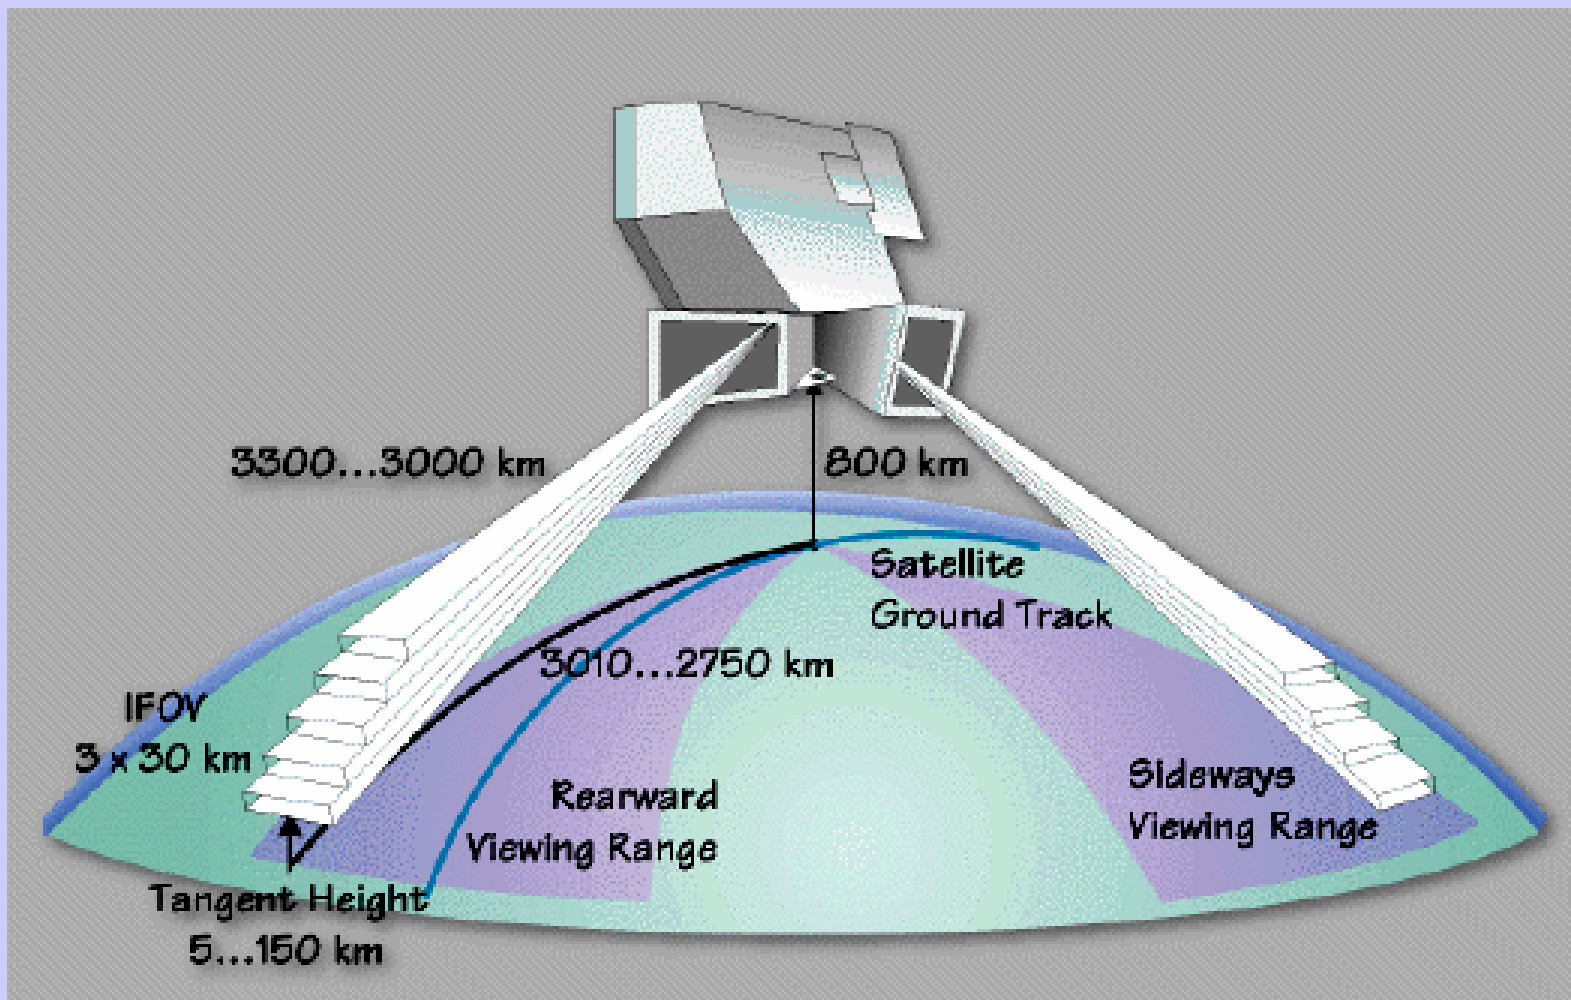 3300...3000 km
800 km
Satellite
Ground Track
3010...2750 km
IFOV
3 x 30 km
Rearward
Viewing Range
Sideways
Viewing Range
Tangent Height
5...150 km